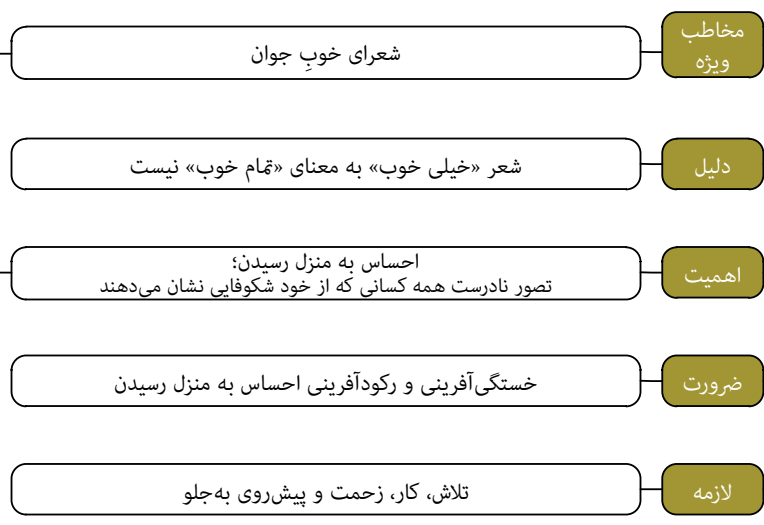 مخاطب
ویژه
شعرای خوبِ جوان
دلیل
شعر «خیلی خوب» به معنای «تمام خوب» نیست
اهمیت
احساس به منزل رسیدن؛
تصور نادرست همه کسانی که از خود شکوفایی نشان می‌دهند
ضرورت
خستگی‌آفرینی و رکودآفرینی احساس به منزل رسیدن
لازمه
تلاش، کار، زحمت و پیش‌روی به‌جلو